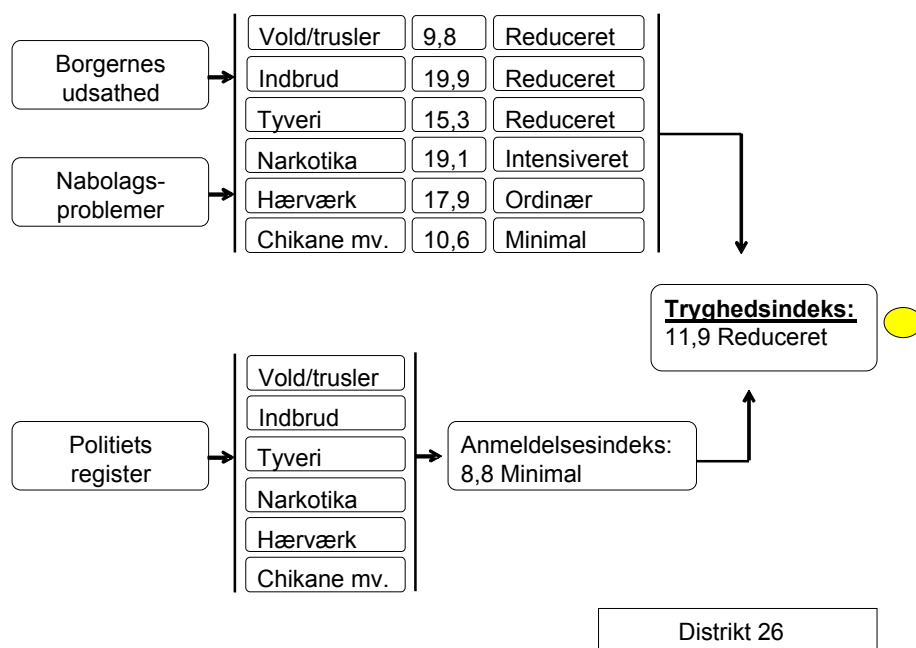 Borgernes
udsathed
Nabolags-
problemer
Vold/trusler 9,8 Reduceret
Indbrud 19,9 Reduceret
Tyveri 15,3 Reduceret
Narkotika 19,1 Intensiveret
Hærværk 17,9 Ordinær
Chikane mv. 10,6 Minimal
Tryghedsindeks:
11,9 Reduceret
Politiets
register
Vold/trusler
Indbrud
Tyveri
Narkotika
Hærværk
Chikane mv.
Anmeldelsesindeks:
8,8 Minimal
Distrikt 26